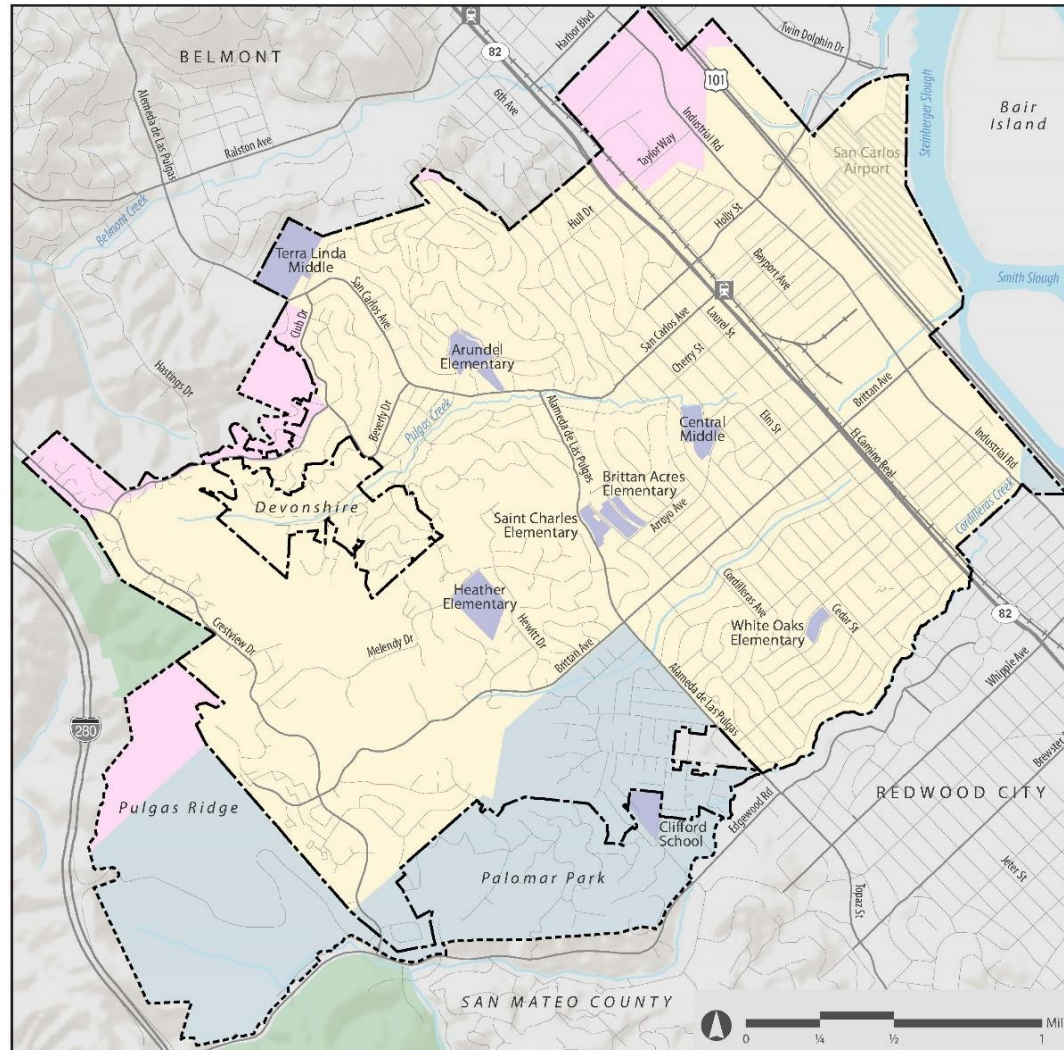 BELMONT
82
Harbor Blvd
Twin Dolphin Dr
101
Steinberger Slough
Bair
Island
Alameda de Las Pulgas
Ralston Ave
6th Ave
Industrial Rd
Taylor Way
San Carlos
Airport
Belmont Creek
Hull Dr
Holly St
Terra Linda
Middle
Bayport Ave
Smith Slough
Club Dr
San Carlos Ave
San Carlos Ave
Laurel St
Hastings Dr
Arundel
Elementary
Cherry St
Brittan Ave
Beverly Dr
Pulgas Creek
Alameda de Las Pulgas
Central
Middle
Elm St
El Camino Real
Industrial Rd
Devonshire
Brittan Acres
Elementary
Saint Charles
Elementary
Arroyo Ave
Cordilleras Creek
Heather
Elementary
Cordilleras Ave
Cedar St
White Oaks
Elementary
82
Crestview Dr
Melendy Dr
Hewitt Dr
Brittan Ave
Whipple Ave
Alameda de Las Pulgas
280
Brewster
Pulgas Ridge
Edgewood Rd
REDWOOD CITY
Clifford
School
Palomar Park
Jeter St
Topaz St
SAN MATEO COUNTY
Mil
0 ¼ ½ 1